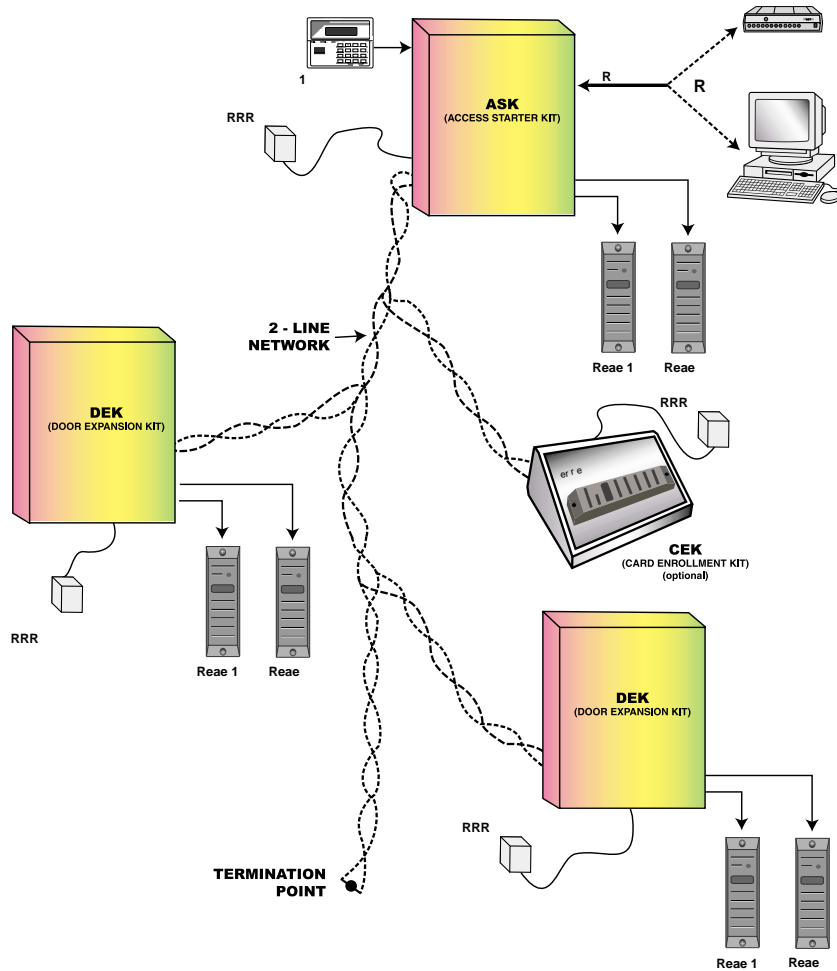 1
ASK
(ACCESS STARTER KIT)
R
R
RRR
2 - LINE
NETWORK
Reae 1
Reae
DEK
(DOOR EXPANSION KIT)
RRR
er r e
CEK
(CARD ENROLLMENT KIT)
(optional)
RRR
Reae 1
Reae
DEK
(DOOR EXPANSION KIT)
RRR
TERMINATION
POINT
Reae 1
Reae